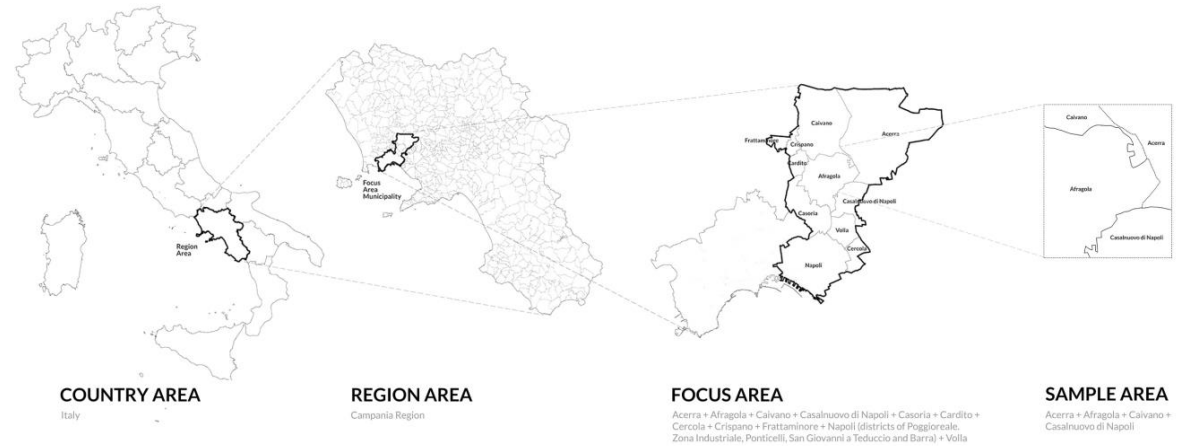 Region
Area
Focus
Area
Municipality
Caivano
Acerra
Frattaminore
Crispano
Cardito
Afragola
Casalnuovo di Napoli
Casoria
Volla
Cercola
Napoli
Caivano
Acerra
Afragola
Casalnuovo di Napoli
COUNTRY AREA
Italy
REGION AREA
Campania Region
FOCUS AREA
Acerra + Afragola + Caivano + Casalnuovo di Napoli + Casoria + Cardito +
Cercola + Crispano + Frattaminore + Napoli (districts of Poggioreale.
Zona Industriale, Ponticelli, San Giovanni a Teduccio and Barra) + Volla
SAMPLE AREA
Acerra + Afragola + Caivano +
Casalnuovo di Napoli